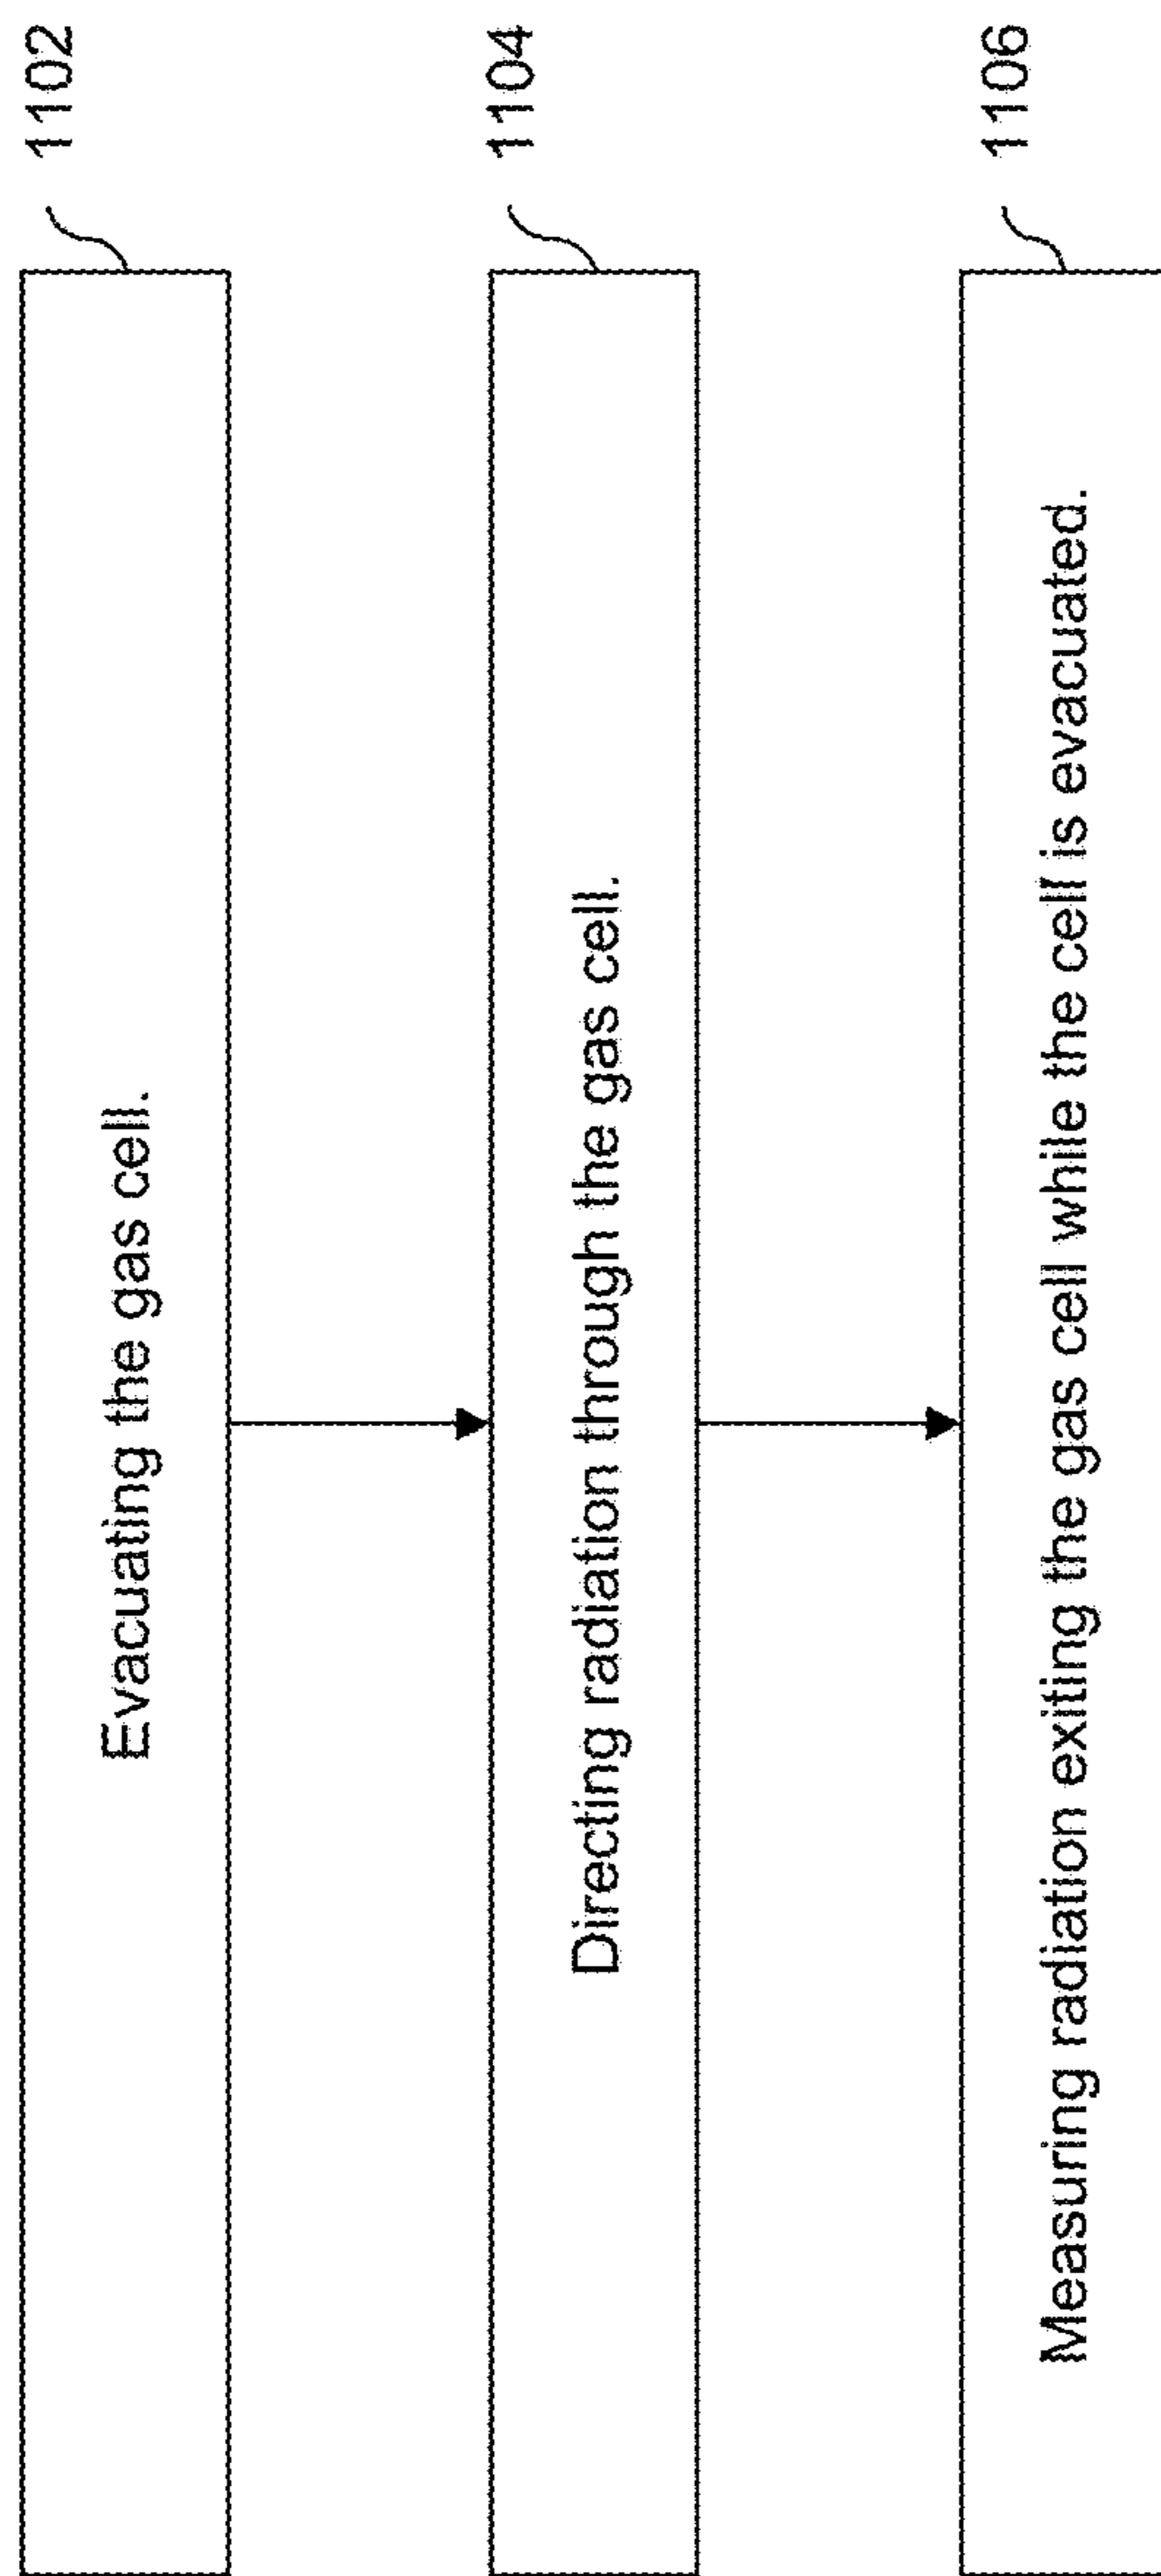 1102
Evacuating the gas cell.
1104
Directing radiation through the gas cell.
1106
Measuring radiation exiting the gas cell while the cell is evacuated.